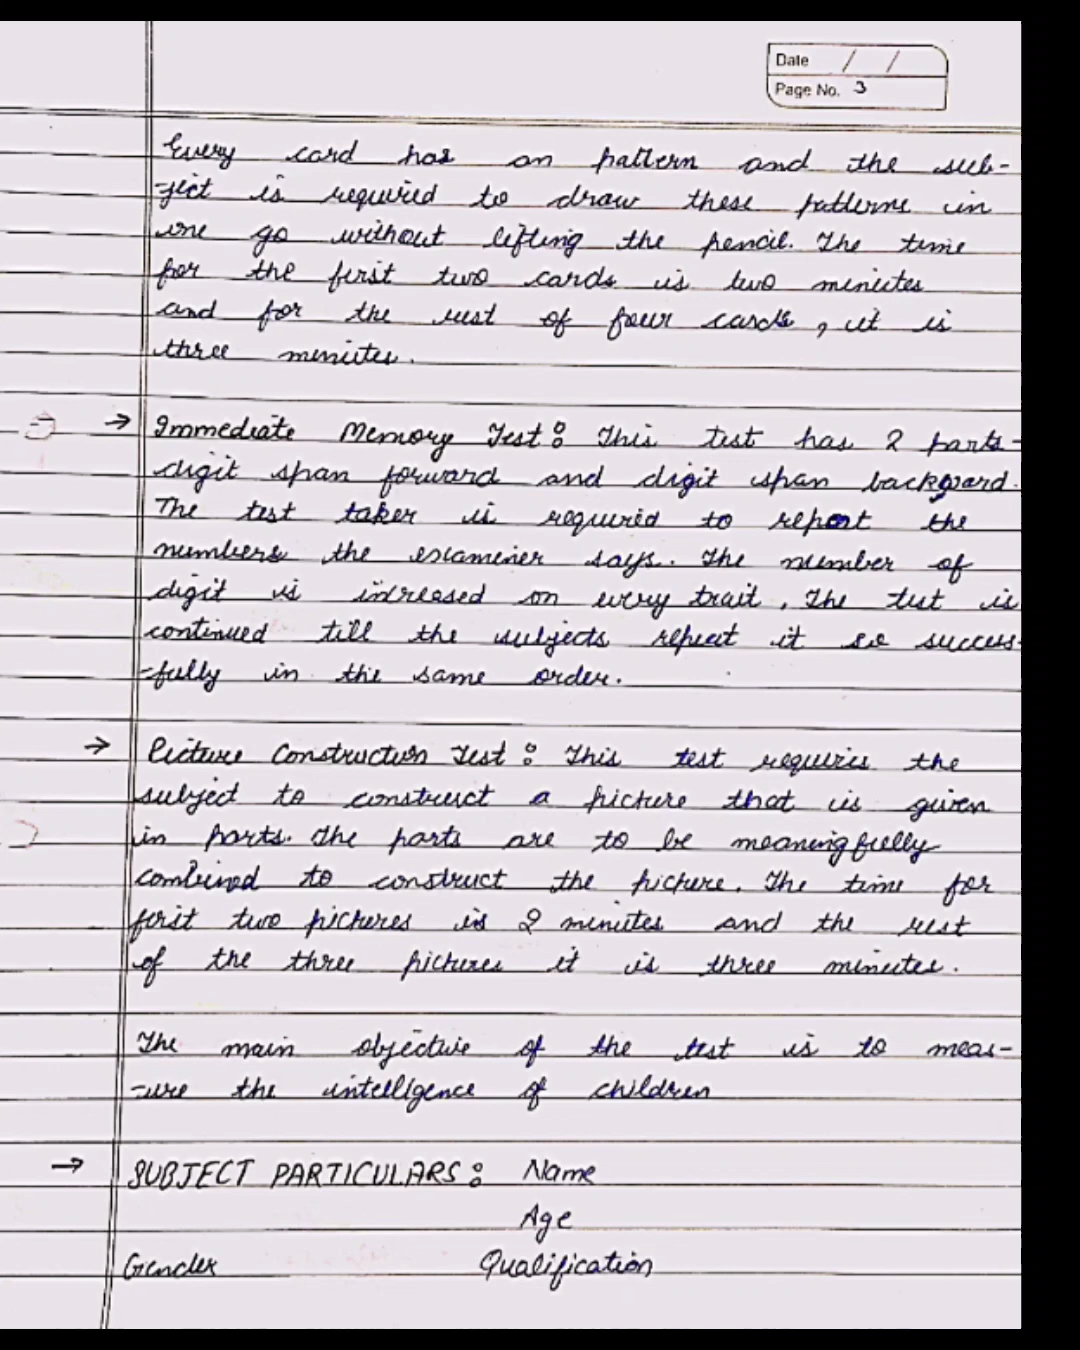 Date / /
Page No. 3
Every card has an pattern and the sub-
-ject is required to draw these patterns in
one go without lifting the pencil. The time
for the first two cards is two minutes
and for the rest of four cards, it is
three minutes.
→ Immediate Memory Test: This test has 2 parts-
digit span forward and digit span backward.
The test taker is required to repeat the
numbers the examiner says. The number of
digit is increased on every trait. The test is
continued till the subjects repeat it so success-
-fully in the same order.
→ Picture Construction Test: This test requires the
subject to construct a picture that is given
in parts. The parts are to be meaningfully
combined to construct the picture. The time for
first two pictures is 2 minutes and the rest
of the three pictures it is three minutes.
The main objective of the test is to meas-
-ure the intelligence of children
→ SUBJECT PARTICULARS: Name
Age
Gender Qualification